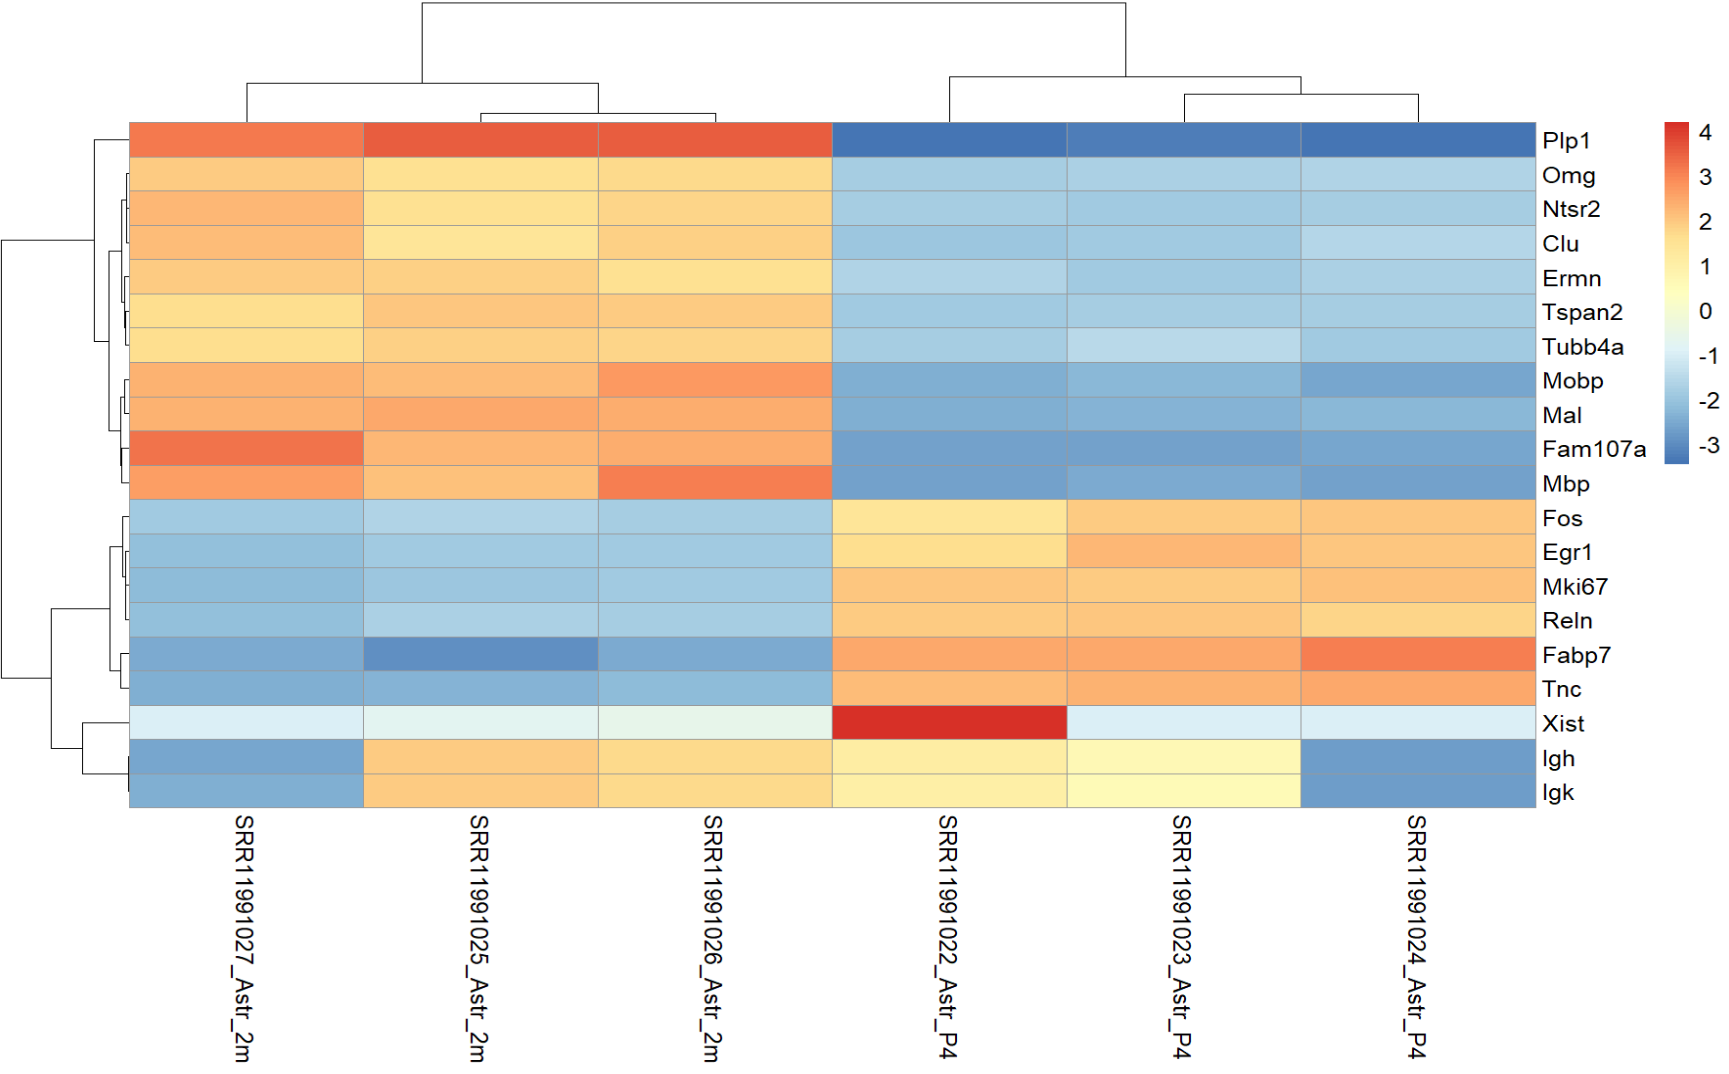 Plp1
Omg
Ntsr2
Clu
Ermn
Tspan2
Tubb4a
Mobp
Mal
Fam107a
Mbp
Fos
Egr1
Mki67
Reln
Fabp7
Tnc
Xist
Igh
Igk
4
3
2
1
0
-1
-2
-3
SRR11991027_Astr_2m
SRR11991025_Astr_2m
SRR11991026_Astr_2m
SRR11991022_Astr_P4
SRR11991023_Astr_P4
SRR11991024_Astr_P4